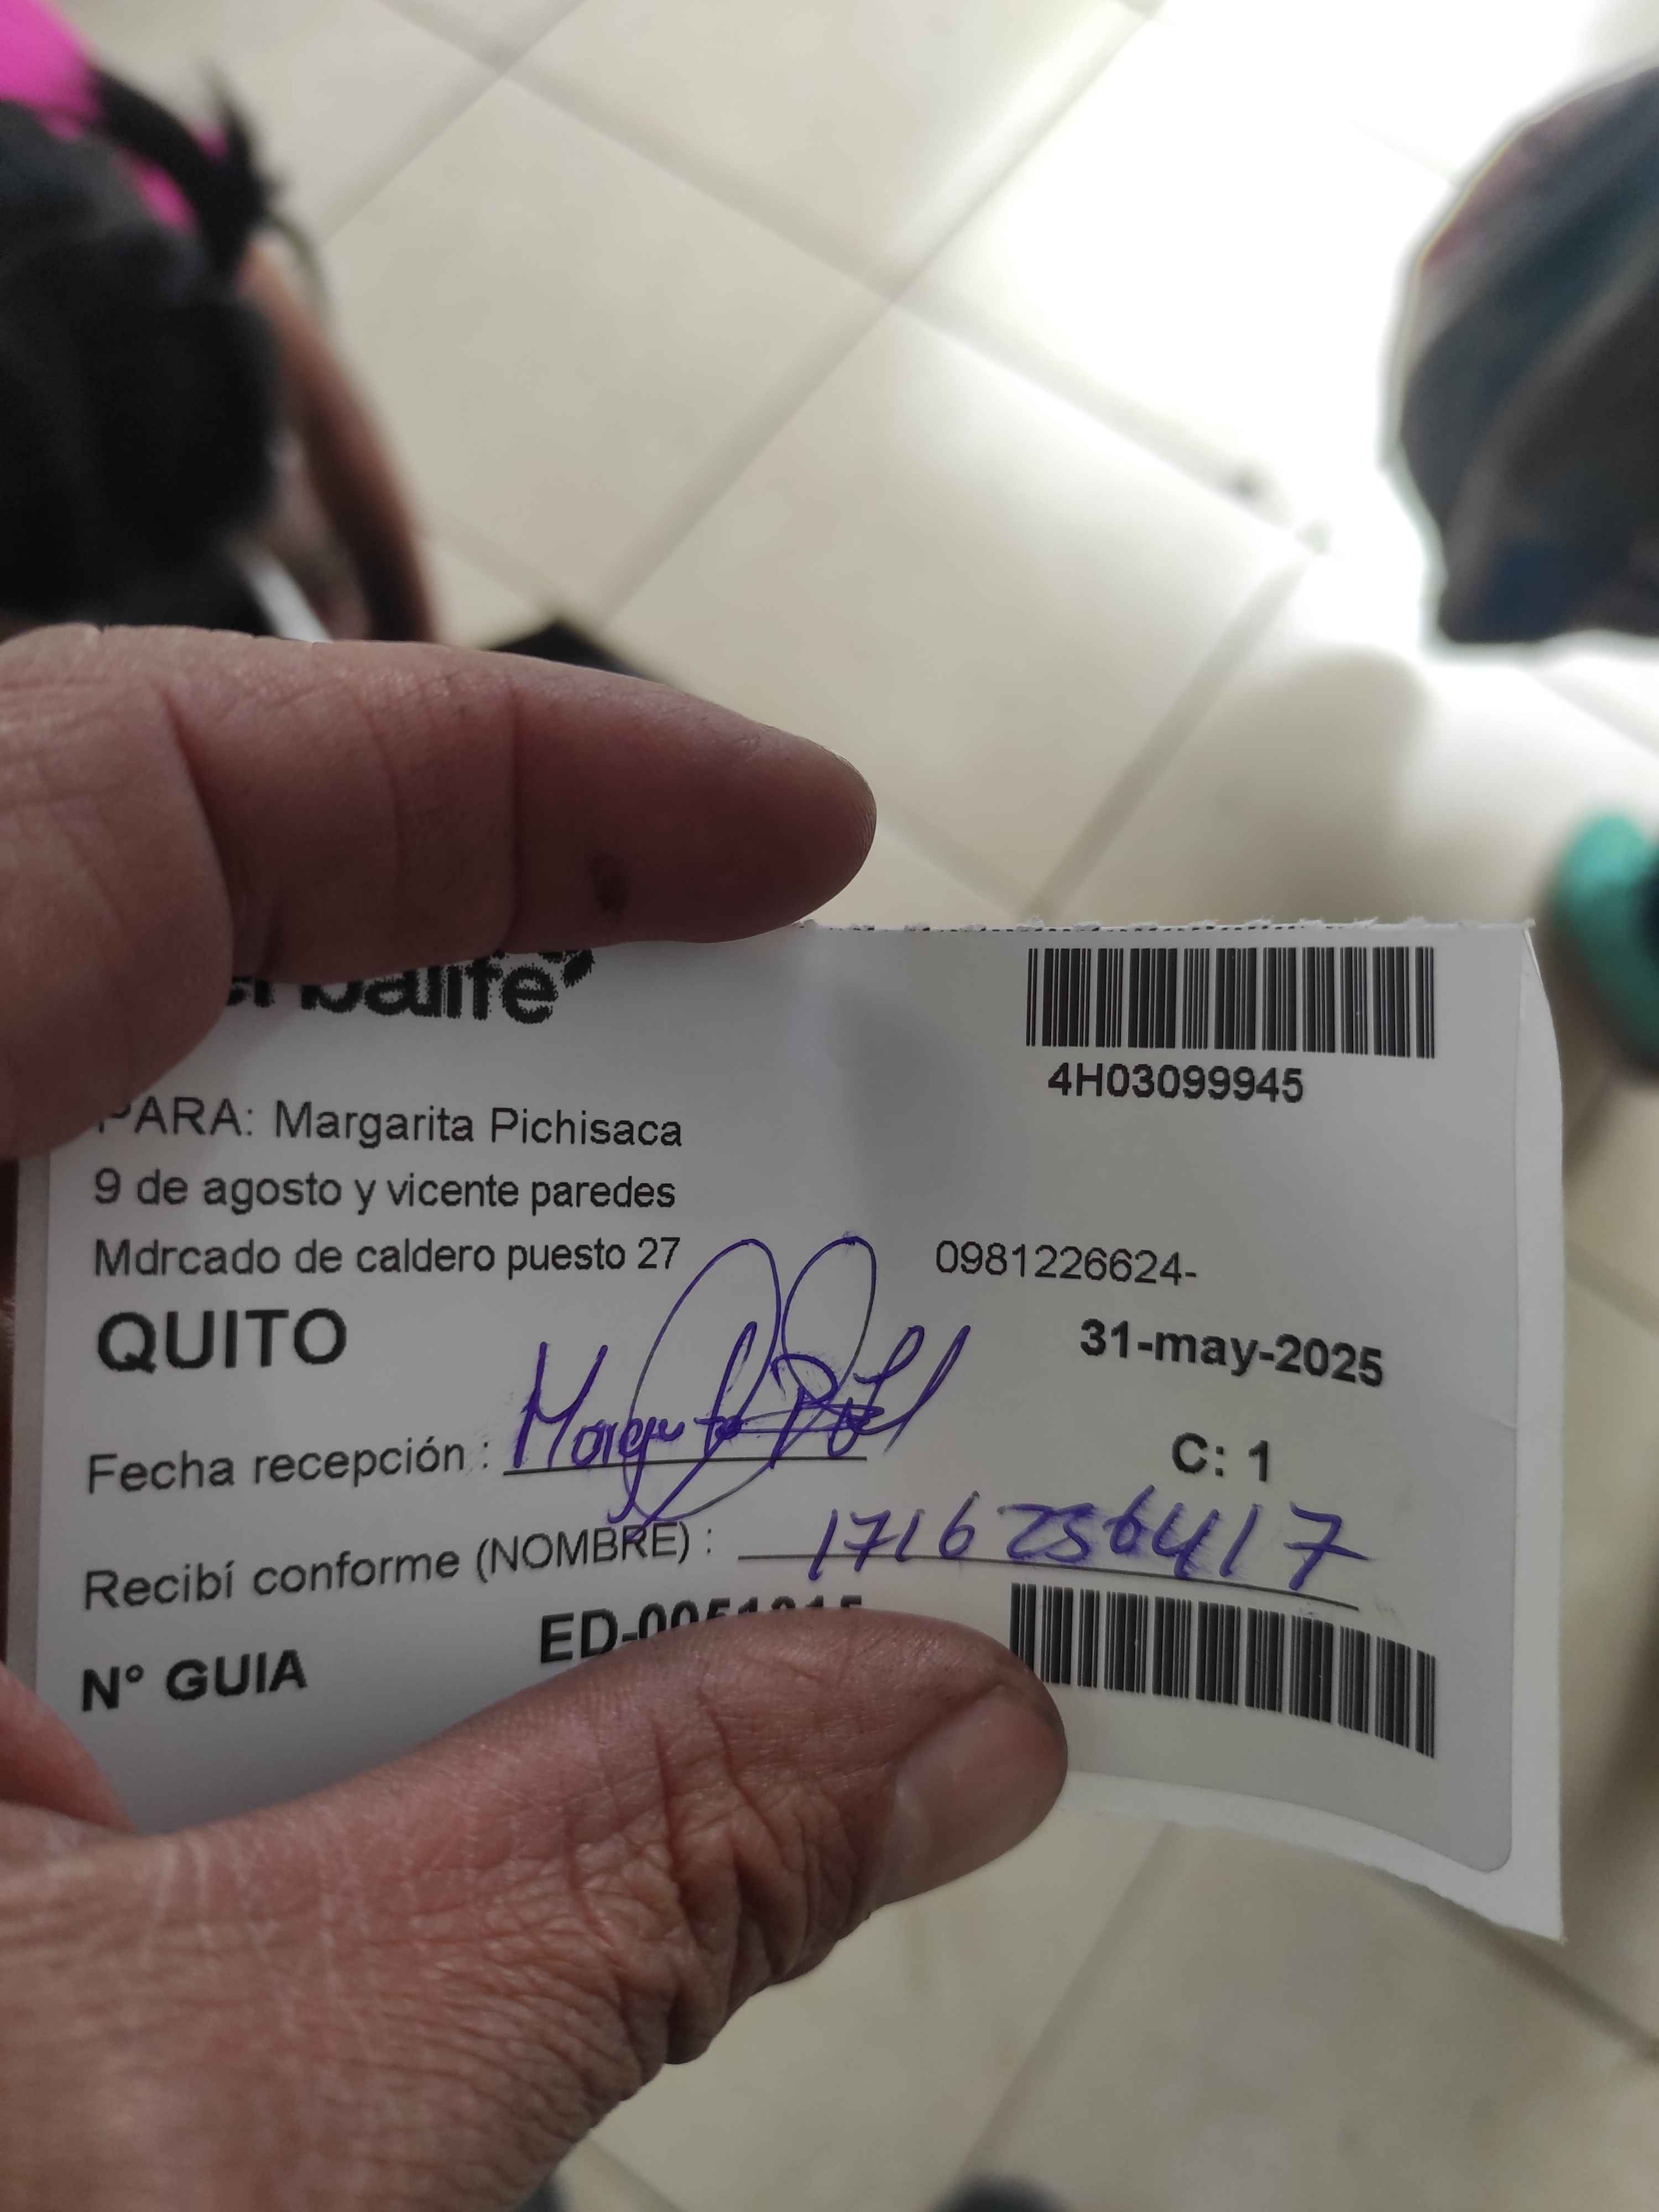 4H03099945
PARA: Margarita Pichisaca
9 de agosto y vicente paredes
Mdrcado de caldero puesto 27
0981226624-
QUITO
31-may-2025
Fecha recepción :
C: 1
Recibí conforme (NOMBRE) : 1716256417
N° GUIA